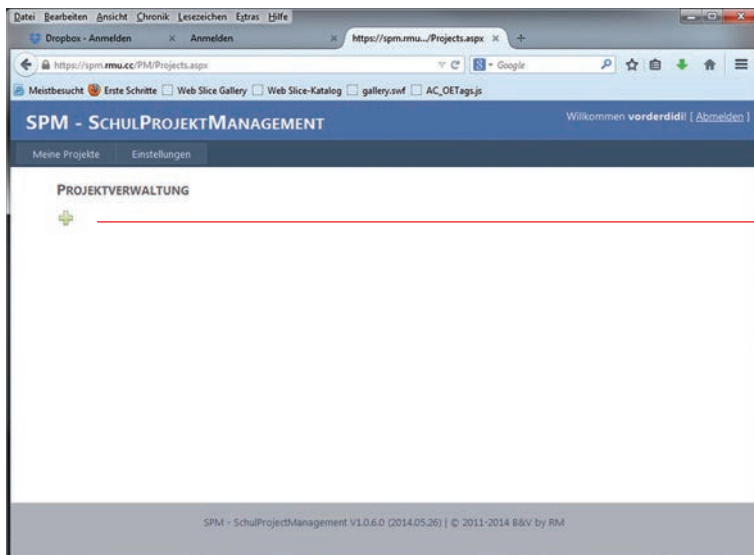 Datei Bearbeiten Ansicht Chronik Lesezeichen Extras Hilfe
Dropbox - Anmelden × Anmelden × https://spm.rmu.../Projects.aspx × +
https://spm.rmu.cc/PM/Projects.aspx Google
Meistbesucht Erste Schritte Web Slice Gallery Web Slice-Katalog gallery.swf AC_OETags.js
SPM - SCHULPROJEKTMANAGEMENT Willkommen vorderdidi! [ Abmelden ]
Meine Projekte Einstellungen
PROJEKTVERWALTUNG
SPM - SchulProjectManagement V1.0.6.0 (2014.05.26) | © 2011-2014 B&V by RM